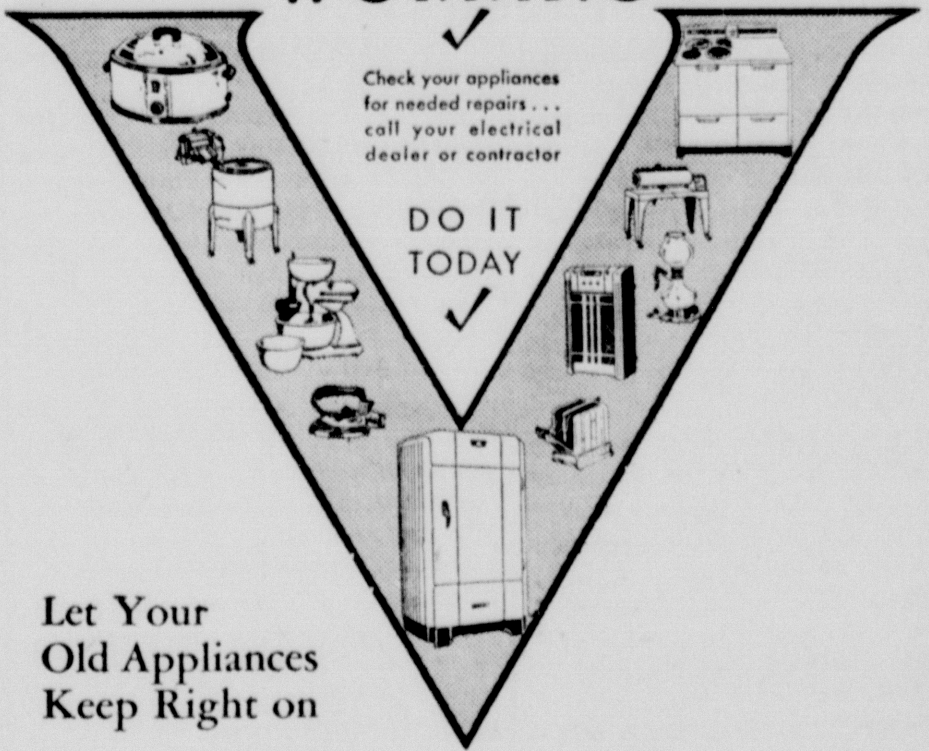 Check your appliances
for needed repairs...
call your electrical
dealer or contractor
DO IT
TODAY
Let Your
Old Appliances
Keep Right on